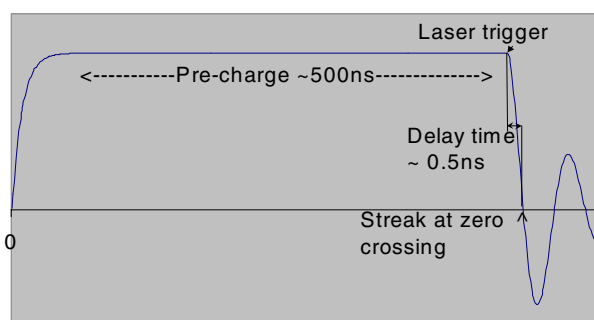 Laser trigger
<-----------Pre-charge ~500ns------------->
Delay time
~ 0.5ns
Streak at zero
crossing
0